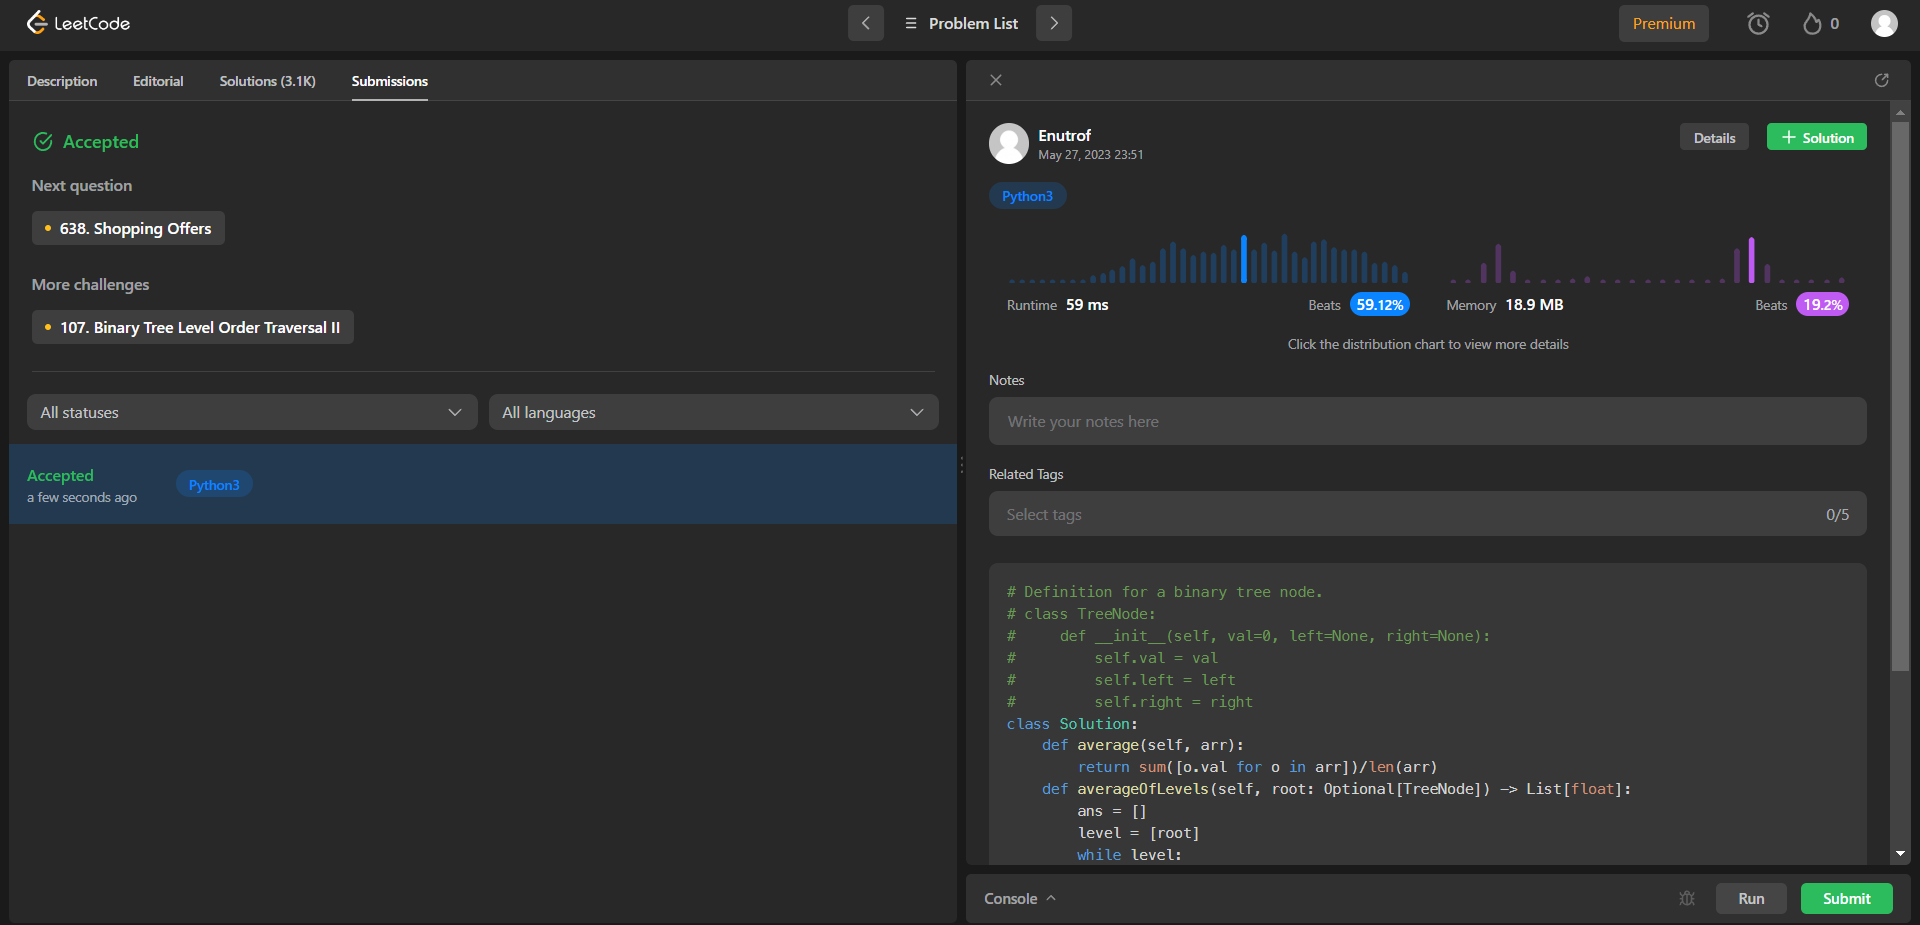 LeetCode
Problem List
Premium
0
Description Editorial Solutions (3.1K) Submissions
Accepted
Next question
638. Shopping Offers
More challenges
107. Binary Tree Level Order Traversal II
All statuses All languages
Accepted
a few seconds ago
Python3
Enutrof
May 27, 2023 23:51
Details
+ Solution
Python3
Runtime 59 ms Beats 59.12% Memory 18.9 MB Beats 19.2%
Click the distribution chart to view more details
Notes
Write your notes here
Related Tags
Select tags 0/5
# Definition for a binary tree node.
# class TreeNode:
#     def __init__(self, val=0, left=None, right=None):
#         self.val = val
#         self.left = left
#         self.right = right
class Solution:
    def average(self, arr):
        return sum([o.val for o in arr])/len(arr)
    def averageOfLevels(self, root: Optional[TreeNode]) -> List[float]:
        ans = []
        level = [root]
        while level:
Console
Run
Submit